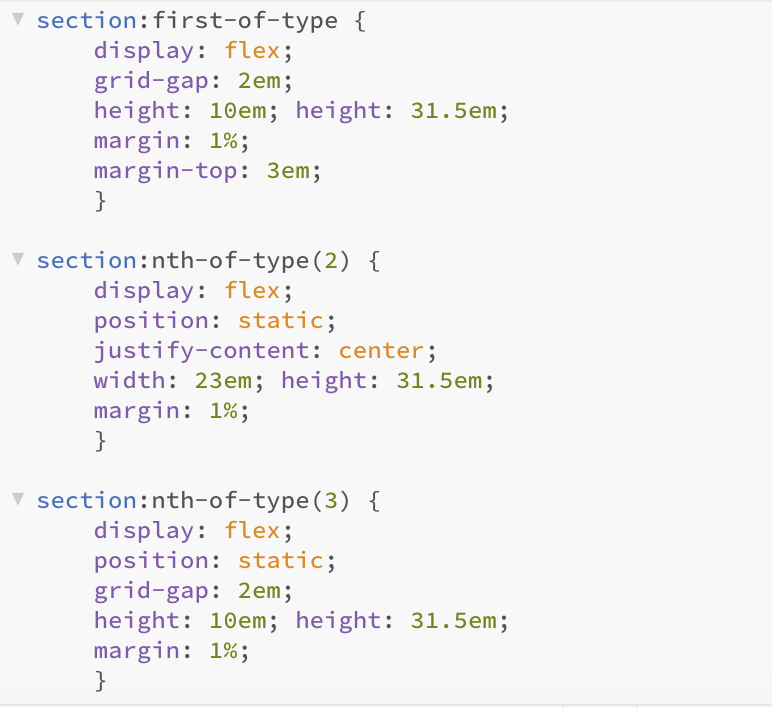 section:first-of-type {
display: flex;
grid-gap: 2em;
height: 10em; height: 31.5em;
margin: 1%;
margin-top: 3em;
}
section:nth-of-type(2) {
display: flex;
position: static;
justify-content: center;
width: 23em; height: 31.5em;
margin: 1%;
}
section:nth-of-type(3) {
display: flex;
position: static;
grid-gap: 2em;
height: 10em; height: 31.5em;
margin: 1%;
}